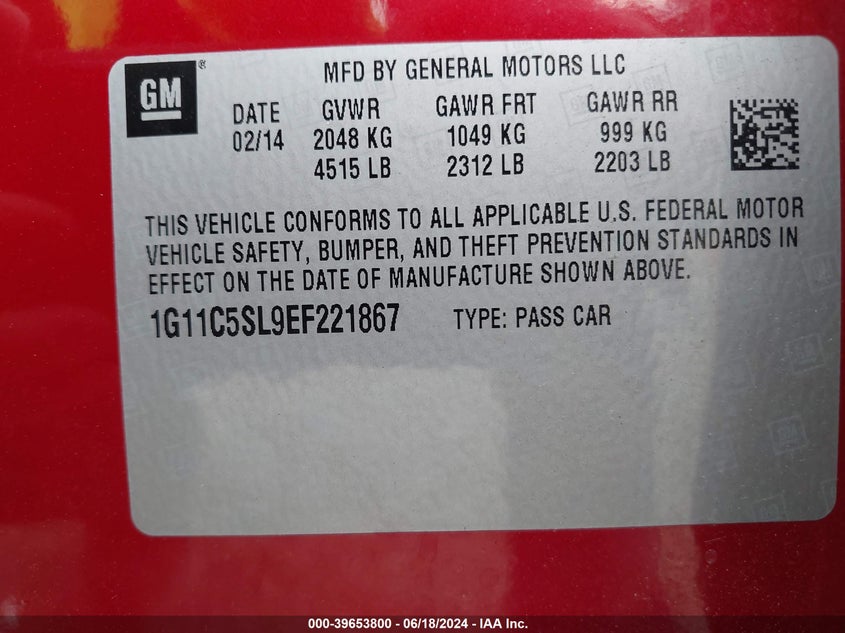 GM®
MFD BY GENERAL MOTORS LLC
DATE GVWR GAWR FRT GAWR RR
02/14 2048 KG 1049 KG 999 KG
4515 LB 2312 LB 2203 LB
THIS VEHICLE CONFORMS TO ALL APPLICABLE U.S. FEDERAL MOTOR
VEHICLE SAFETY, BUMPER, AND THEFT PREVENTION STANDARDS IN
EFFECT ON THE DATE OF MANUFACTURE SHOWN ABOVE.
1G11C5SL9EF221867 TYPE: PASS CAR
000-39653800 - 06/18/2024 - IAA Inc.